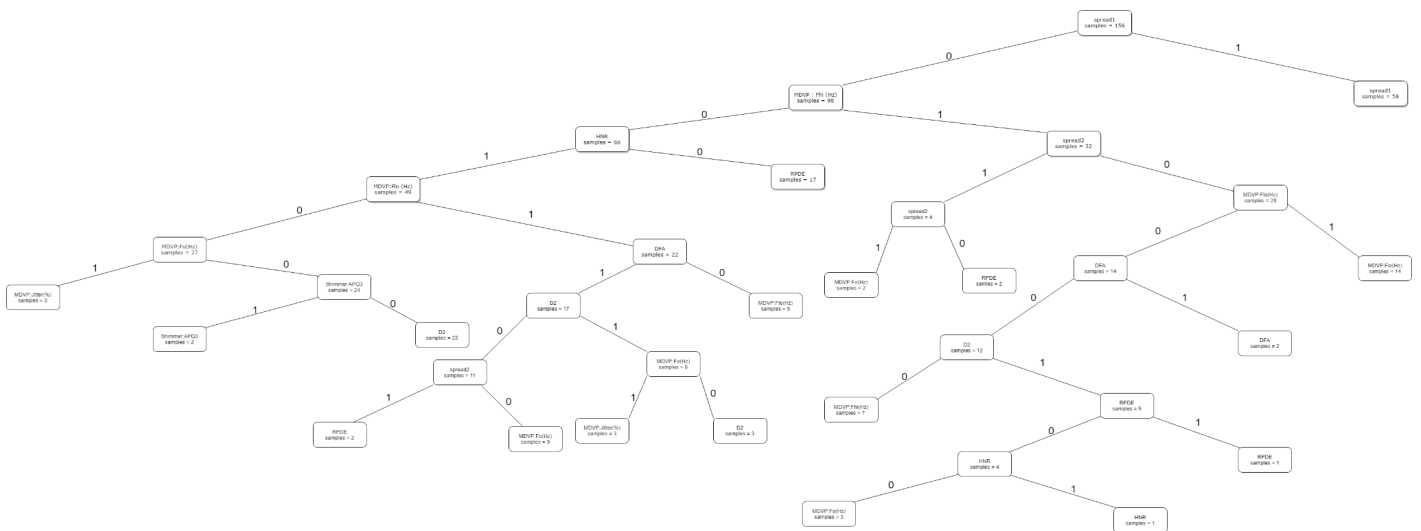 spread1
samples = 156
0
1
MDVP : Fhi (Hz)
samples = 98
spread1
samples = 58
0
1
HNR
samples = 66
spread2
samples = 32
1
0
1
0
RPDE
samples = 17
MDVP:Flo (Hz)
samples = 49
MDVP:Fhi(Hz)
samples = 28
0
1
spread2
samples = 4
0
1
MDVP:Fo(Hz)
samples = 27
DFA
samples = 22
1
0
1
0
1
0
DFA
samples = 14
MDVP:Flo(Hz)
samples = 14
MDVP:Jitter(%)
samples = 3
Shimmer:APQ3
samples = 24
MDVP:Fo(Hz)
samples = 2
RPDE
samples = 2
1
0
D2
samples = 17
MDVP:Flo(Hz)
samples = 5
0
1
Shimmer:APQ3
samples = 2
D2
samples = 22
0
1
D2
samples = 12
DFA
samples = 2
spread2
samples = 11
MDVP:Fo(Hz)
samples = 6
0
1
1
0
1
0
MDVP:Fhi(Hz)
samples = 7
RPDE
samples = 5
RPDE
samples = 2
MDVP:Fo(Hz)
samples = 9
MDVP:Jitter(%)
samples = 3
D2
samples = 3
0
1
HNR
samples = 4
RPDE
samples = 1
0
1
MDVP:Fo(Hz)
samples = 3
HNR
samples = 1